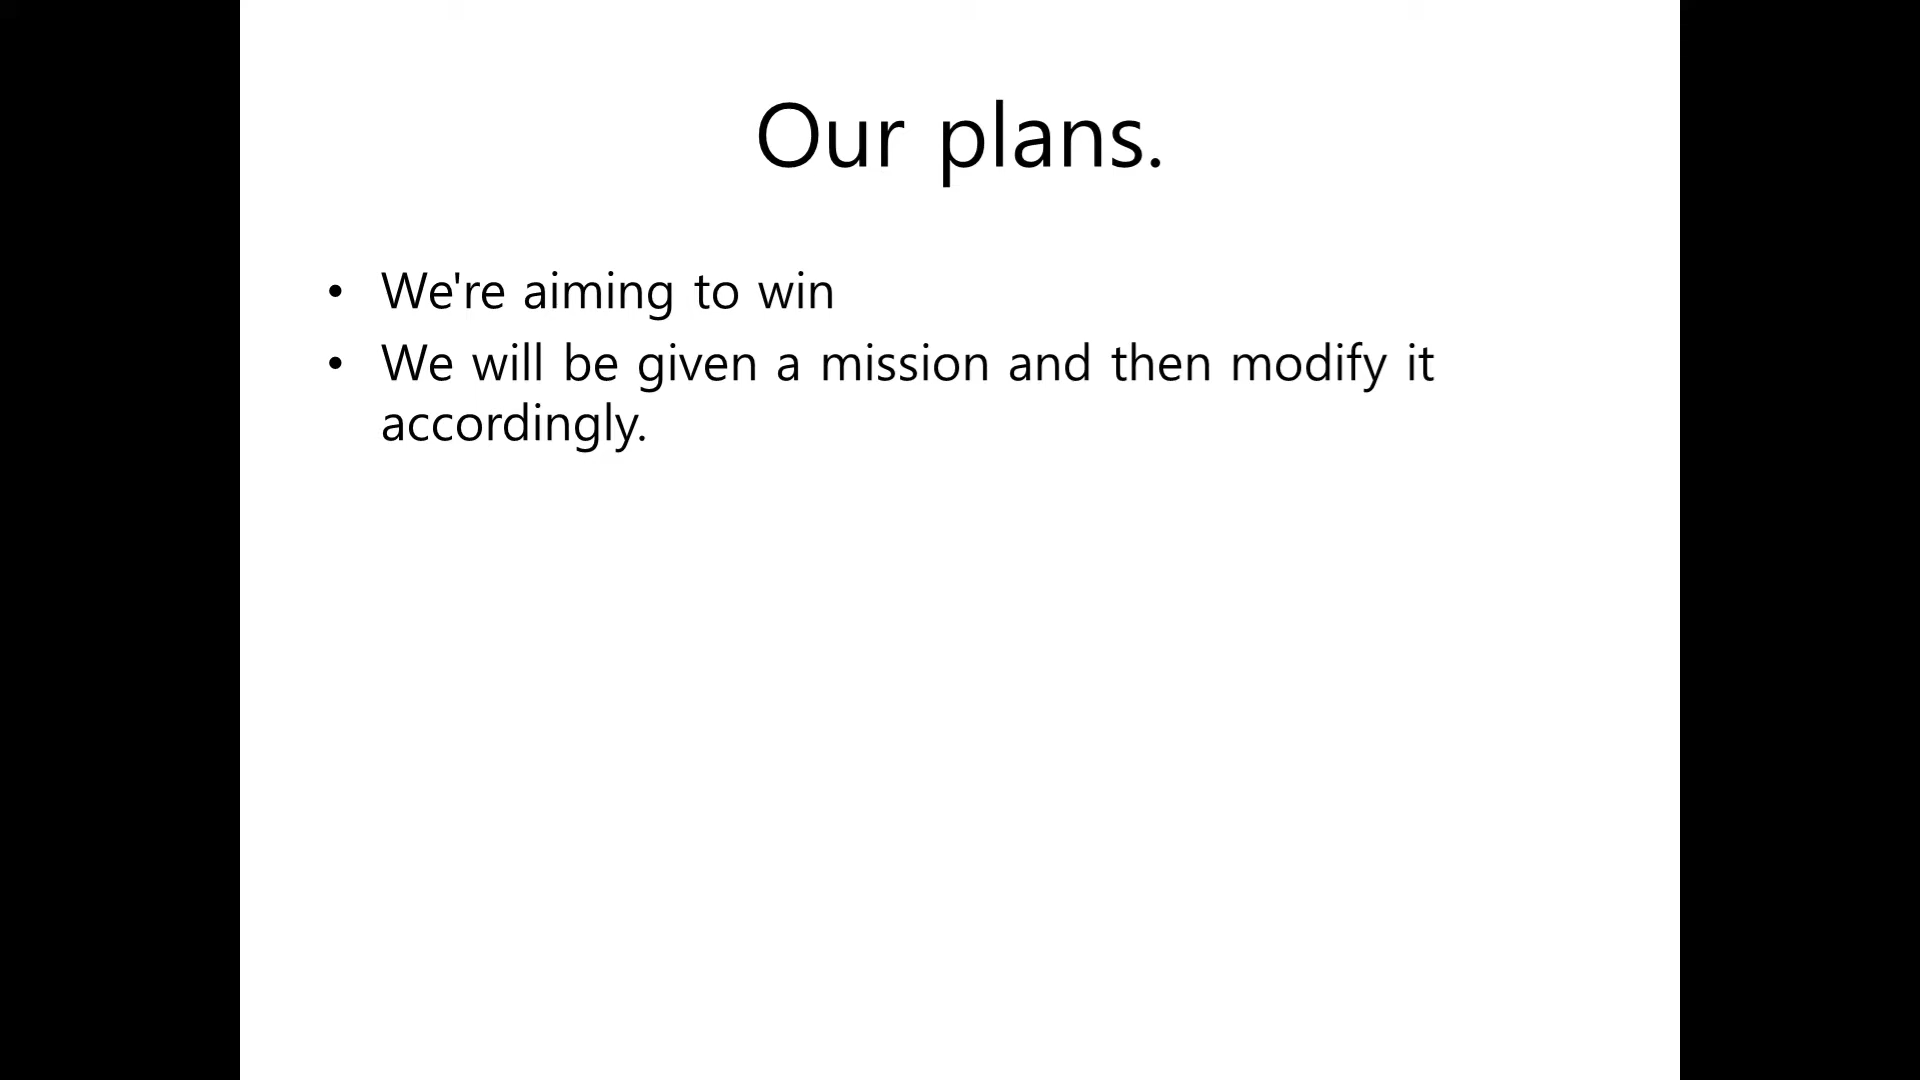 Our plans.
• We're aiming to win
• We will be given a mission and then modify it
accordingly.